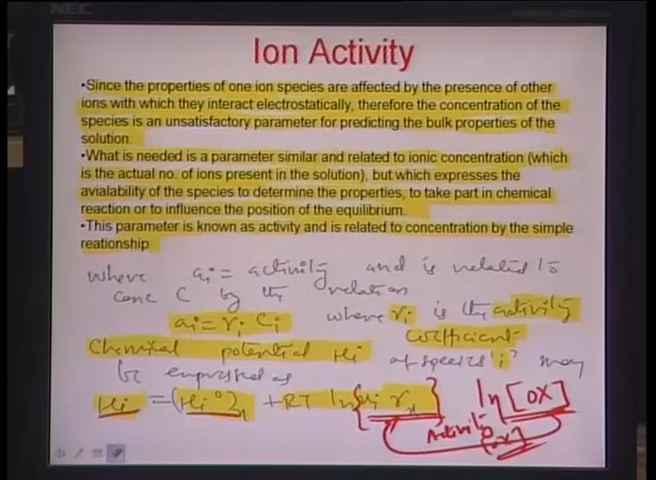 NEC
Ion Activity
•Since the properties of one ion species are affected by the presence of other
ions with which they interact electrostatically, therefore the concentration of the
species is an unsatisfactory parameter for predicting the bulk properties of the
solution.
•What is needed is a parameter similar and related to ionic concentration (which
is the actual no. of ions present in the solution), but which expresses the
avialability of the species to determine the properties, to take part in chemical
reaction or to influence the position of the equilibrium.
•This parameter is known as activity and is related to concentration by the simple
reationship
where ai = activity and is related to
conc C by the relation
ai = γi Ci where γi is the activity
coefficient
Chemical potential μi of species 'i' may
be expressed as
μi = (μi°) + RT ln ln [OX]
Activity
[OX]